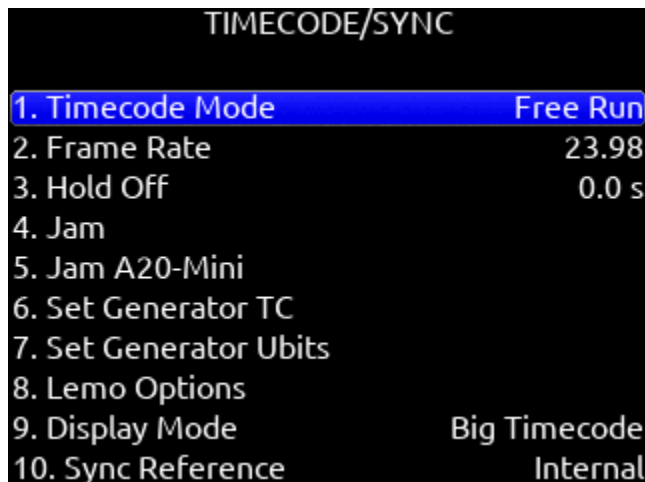 TIMECODE/SYNC
1. Timecode Mode Free Run
2. Frame Rate 23.98
3. Hold Off 0.0 s
4. Jam
5. Jam A20-Mini
6. Set Generator TC
7. Set Generator Ubits
8. Lemo Options
9. Display Mode Big Timecode
10. Sync Reference Internal